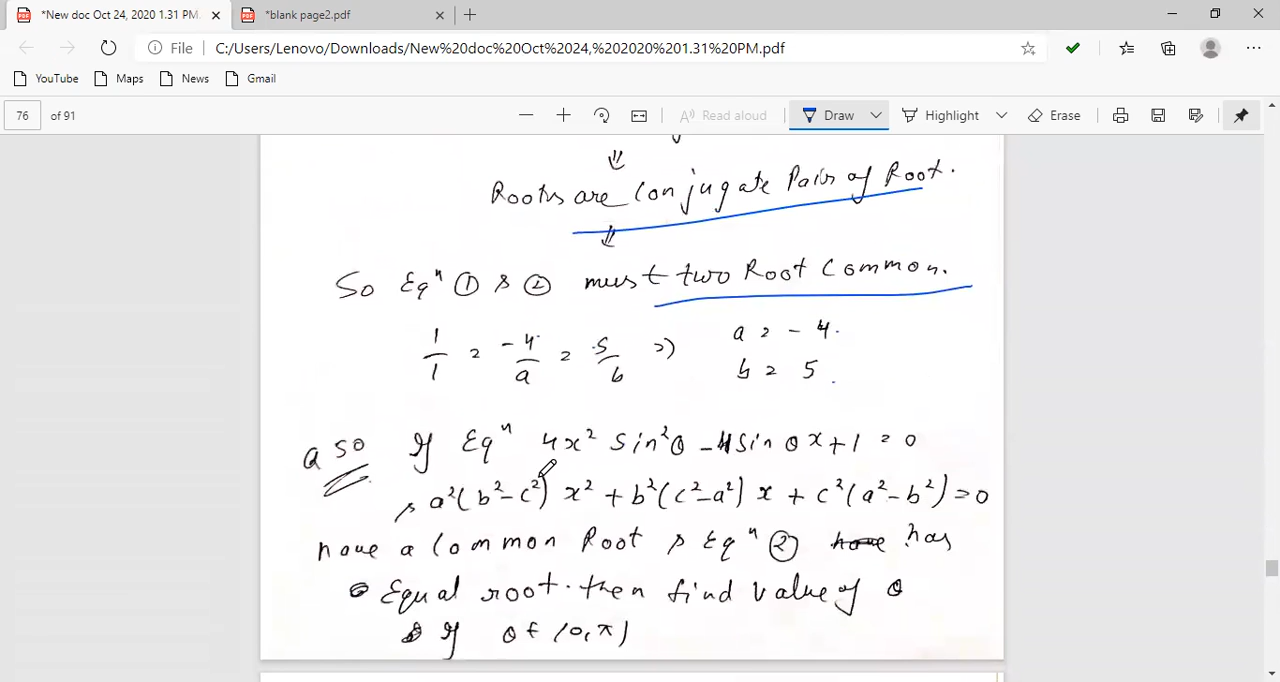 *New doc Oct 24, 2020 1.31 PM.
*blank page2.pdf
File C:/Users/Lenovo/Downloads/New%20doc%20Oct%2024,%202020%201.31%20PM.pdf
YouTube Maps News Gmail
76 of 91 Read aloud Draw Highlight Erase
Roots are Conjugate Pair of Root.
So Eqn ① & ② must two Root Common.
1/1 = -4/a = 5/b => a = -4.
b = 5
Q50 If Eqn 4x² sin²θ - 4 sin θ x + 1 = 0
& a²(b²-c²) x² + b²(c²-a²) x + c²(a²-b²) = 0
have a Common Root & Eqn ② has
Equal root. then find value of θ
If θ ∈ (0, π)